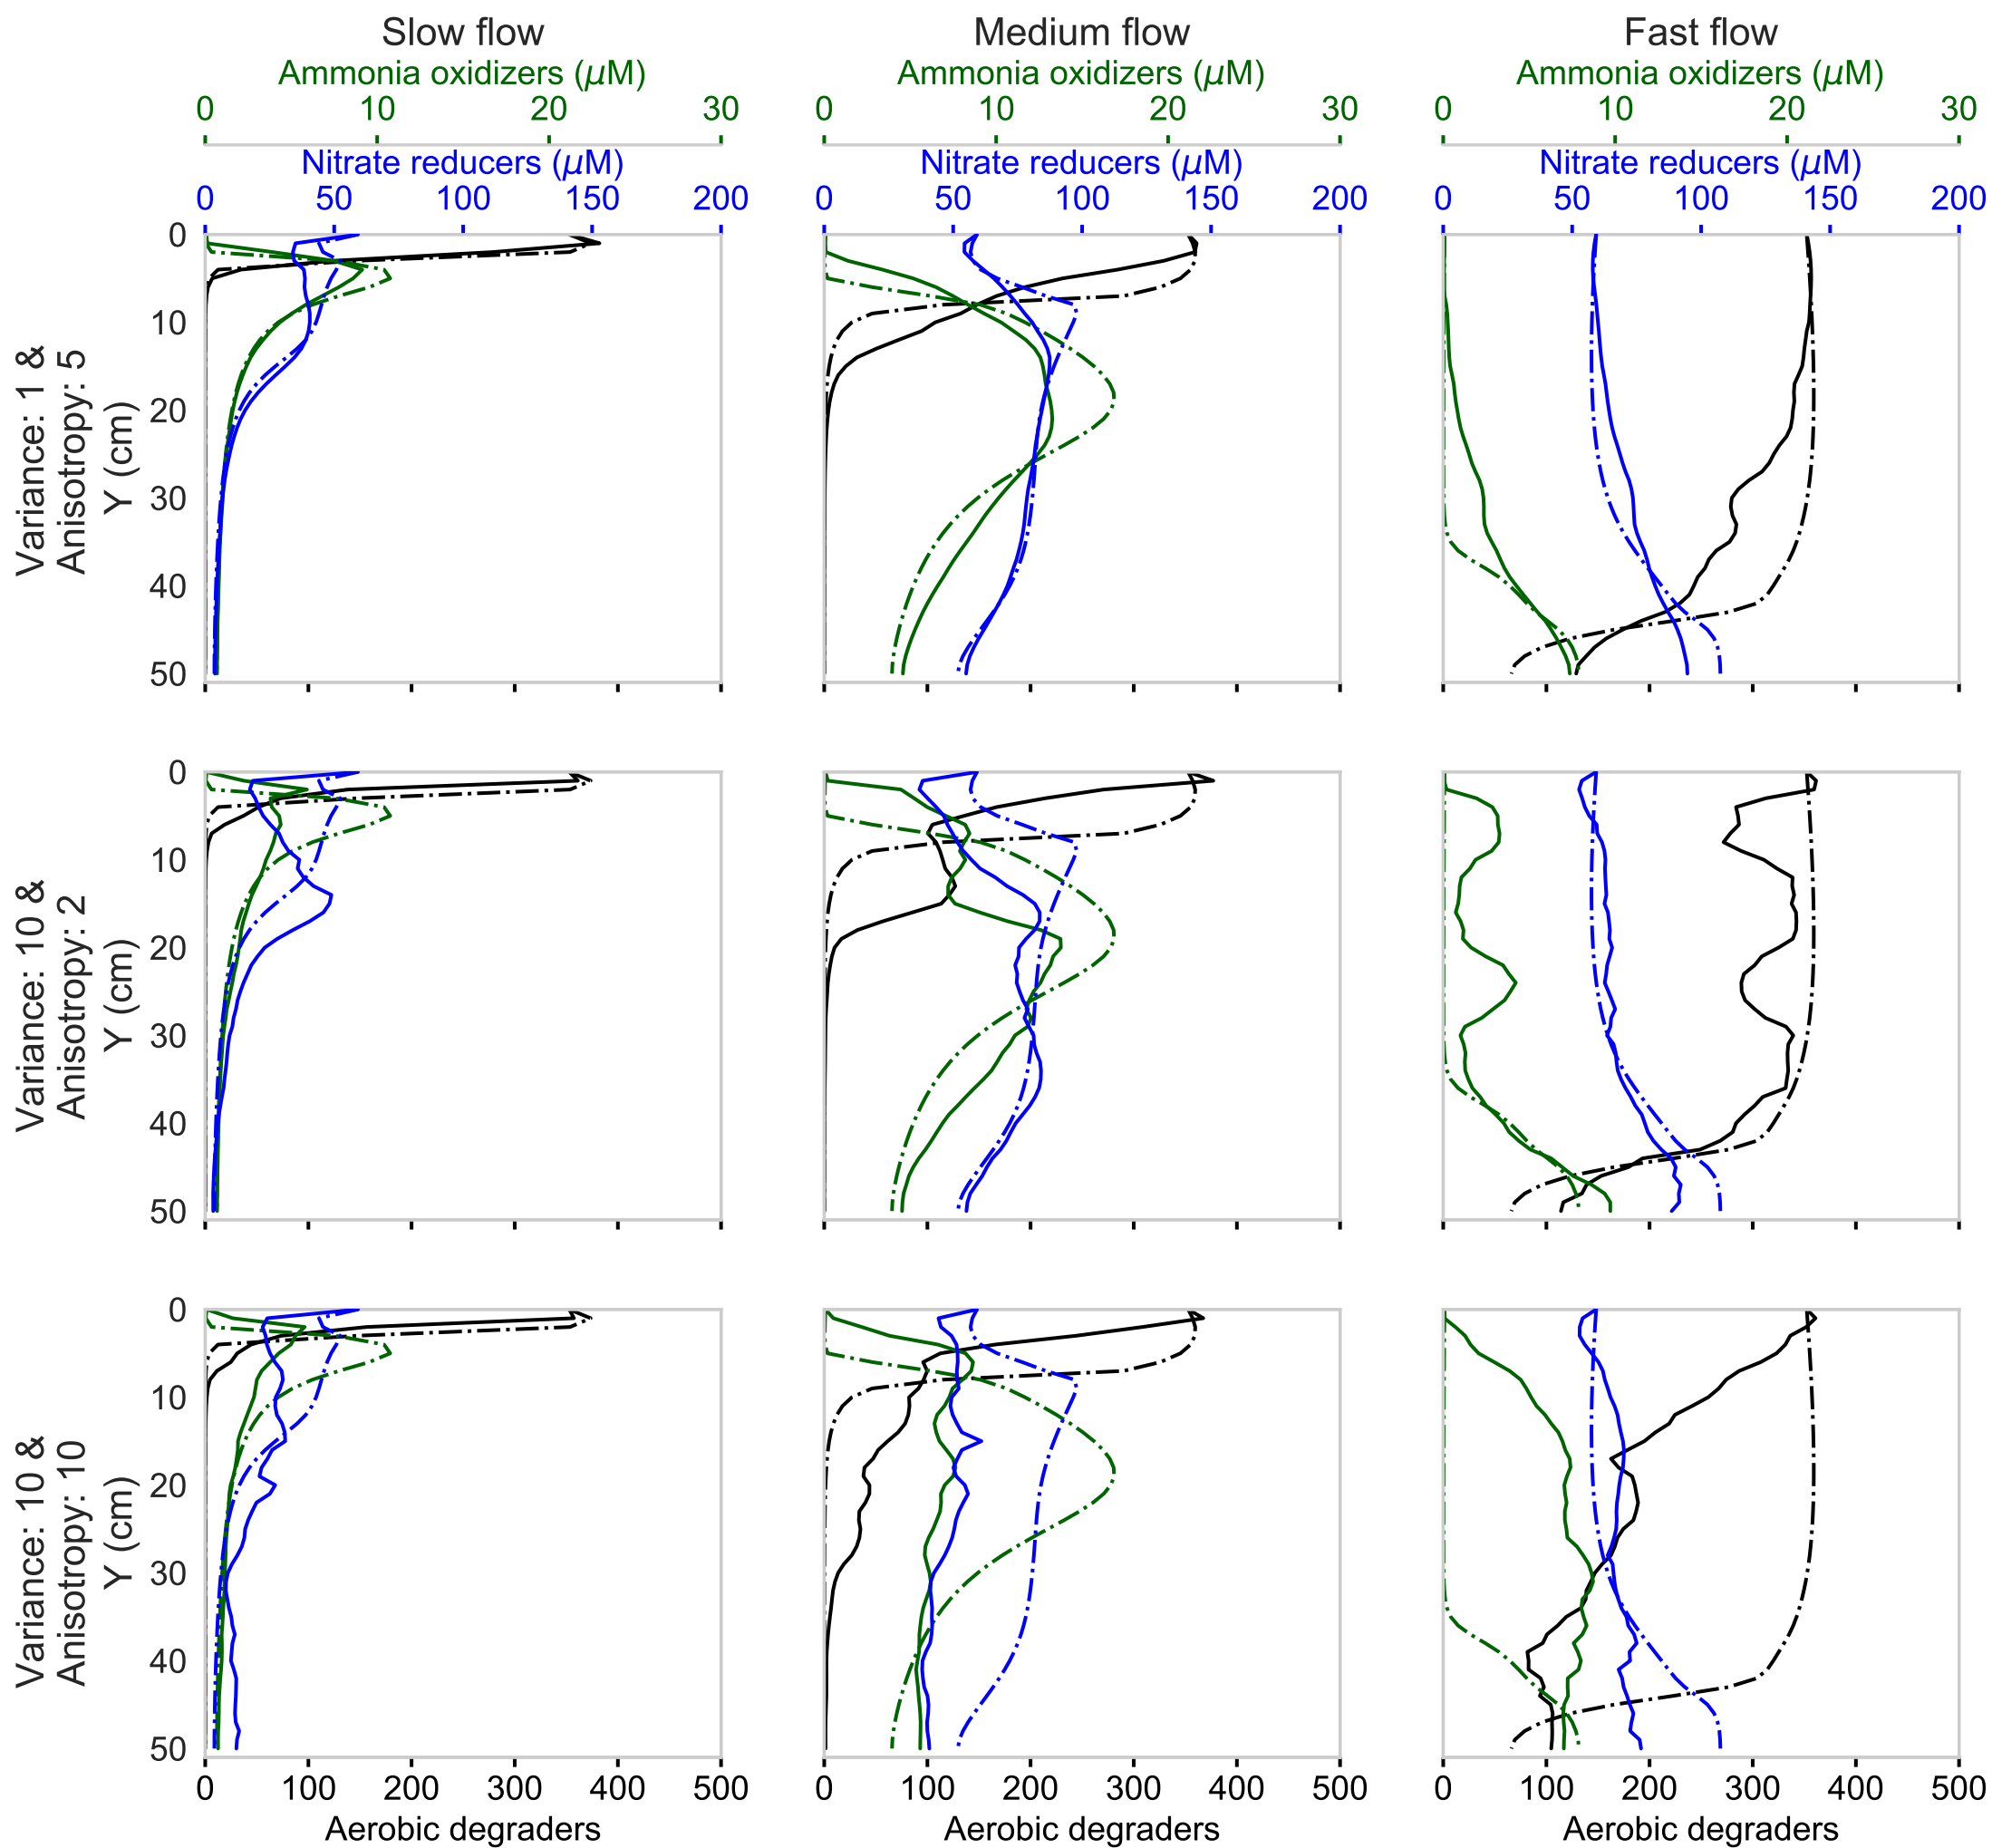 Slow flow Medium flow Fast flow
Ammonia oxidizers (μM) Ammonia oxidizers (μM) Ammonia oxidizers (μM)
0 10 20 30 0 10 20 30 0 10 20 30
Nitrate reducers (μM) Nitrate reducers (μM) Nitrate reducers (μM)
0 50 100 150 200 0 50 100 150 200 0 50 100 150 200
Variance: 1 &
Anisotropy: 5
Y (cm)
0
10
20
30
40
50
Variance: 10 &
Anisotropy: 2
Y (cm)
0
10
20
30
40
50
Variance: 10 &
Anisotropy: 10
Y (cm)
0
10
20
30
40
50
0 100 200 300 400 500 0 100 200 300 400 500 0 100 200 300 400 500
Aerobic degraders Aerobic degraders Aerobic degraders